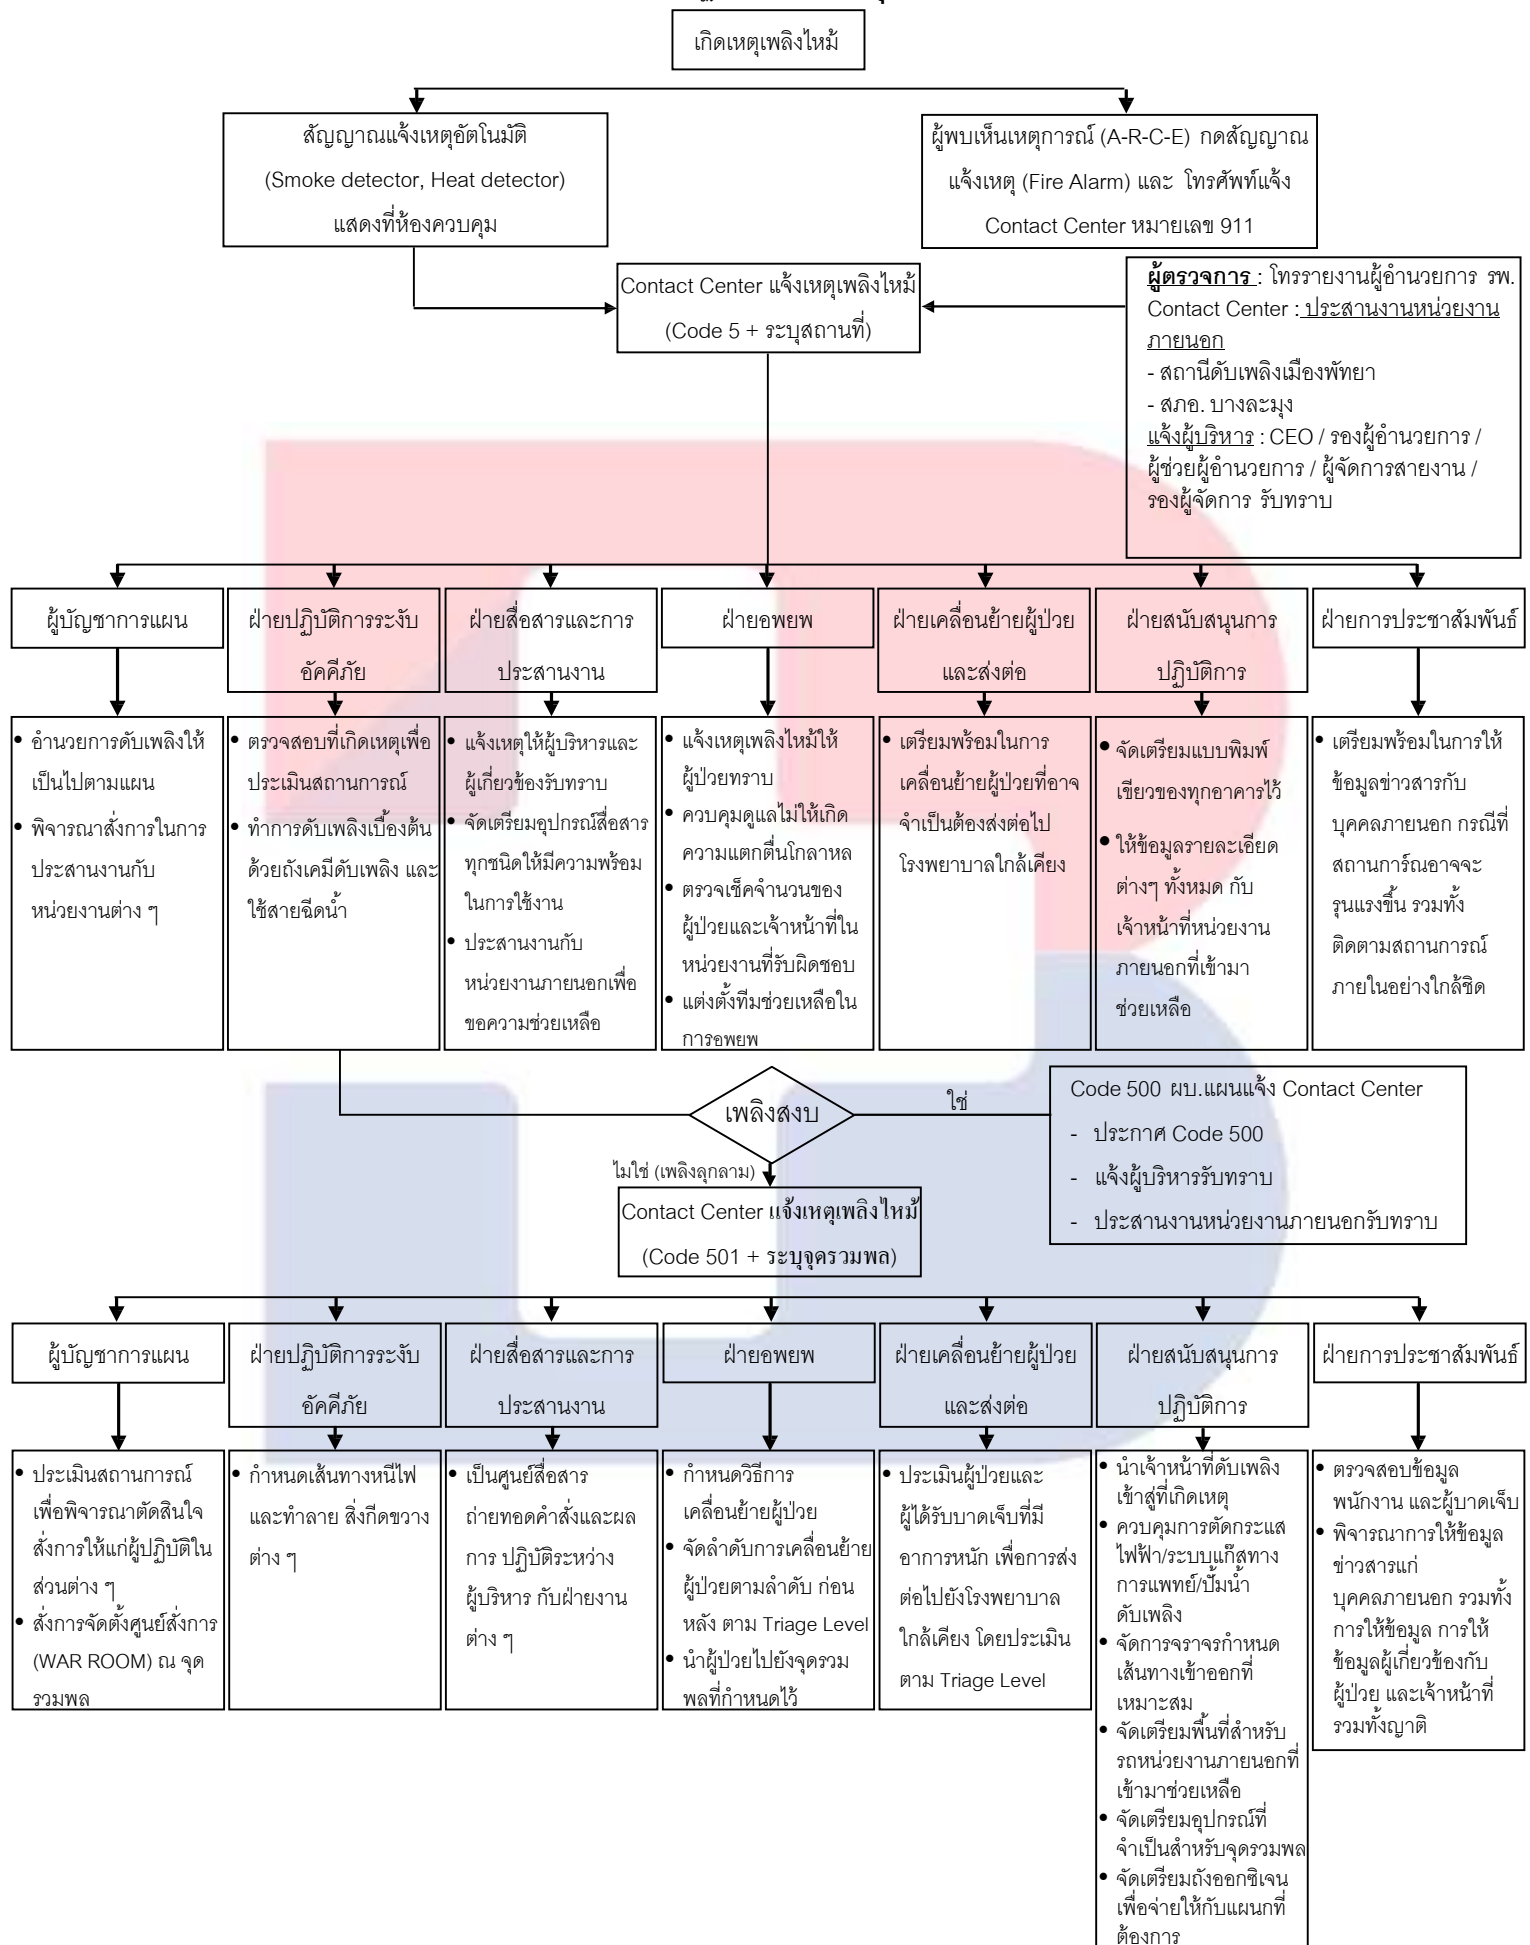 เกิดเหตุเพลิงไหม้
สัญญาณแจ้งเหตุอัตโนมัติ
(Smoke detector, Heat detector)
แสดงที่ห้องควบคุม
ผู้พบเห็นเหตุการณ์ (A-R-C-E) กดสัญญาณ
แจ้งเหตุ (Fire Alarm) และ โทรศัพท์แจ้ง
Contact Center หมายเลข 911
Contact Center แจ้งเหตุเพลิงไหม้
(Code 5 + ระบุสถานที่)
ผู้ตรวจการ : โทรรายงานผู้อำนวยการ รพ.
Contact Center : ประสานงานหน่วยงาน
ภายนอก
- สถานีดับเพลิงเมืองพัทยา
- สภอ. บางละมุง
แจ้งผู้บริหาร : CEO / รองผู้อำนวยการ /
ผู้ช่วยผู้อำนวยการ / ผู้จัดการสายงาน /
รองผู้จัดการ รับทราบ
ผู้บัญชาการแผน
ฝ่ายปฏิบัติการระงับ
อัคคีภัย
ฝ่ายสื่อสารและการ
ประสานงาน
ฝ่ายอพยพ
ฝ่ายเคลื่อนย้ายผู้ป่วย
และส่งต่อ
ฝ่ายสนับสนุนการ
ปฏิบัติการ
ฝ่ายการประชาสัมพันธ์
• อำนวยการดับเพลิงให้
เป็นไปตามแผน
• พิจารณาสั่งการในการ
ประสานงานกับ
หน่วยงานต่าง ๆ
• ตรวจสอบที่เกิดเหตุเพื่อ
ประเมินสถานการณ์
• ทำการดับเพลิงเบื้องต้น
ด้วยถังเคมีดับเพลิง และ
ใช้สายฉีดน้ำ
• แจ้งเหตุให้ผู้บริหารและ
ผู้เกี่ยวข้องรับทราบ
• จัดเตรียมอุปกรณ์สื่อสาร
ทุกชนิดให้มีความพร้อม
ในการใช้งาน
• ประสานงานกับ
หน่วยงานภายนอกเพื่อ
ขอความช่วยเหลือ
• แจ้งเหตุเพลิงไหม้ให้
ผู้ป่วยทราบ
• ควบคุมดูแลไม่ให้เกิด
ความแตกตื่นโกลาหล
• ตรวจเช็คจำนวนของ
ผู้ป่วยและเจ้าหน้าที่ใน
หน่วยงานที่รับผิดชอบ
• แต่งตั้งทีมช่วยเหลือใน
การอพยพ
• เตรียมพร้อมในการ
เคลื่อนย้ายผู้ป่วยที่อาจ
จำเป็นต้องส่งต่อไป
โรงพยาบาลใกล้เคียง
• จัดเตรียมแบบพิมพ์
เขียวของทุกอาคารไว้
• ให้ข้อมูลรายละเอียด
ต่างๆ ทั้งหมด กับ
เจ้าหน้าที่หน่วยงาน
ภายนอกที่เข้ามา
ช่วยเหลือ
• เตรียมพร้อมในการให้
ข้อมูลข่าวสารกับ
บุคคลภายนอก กรณีที่
สถานการ์ณอาจจะ
รุนแรงขึ้น รวมทั้ง
ติดตามสถานการณ์
ภายในอย่างใกล้ชิด
เพลิงสงบ
ใช่
ไม่ใช่ (เพลิงลุกลาม)
Code 500 ผบ.แผนแจ้ง Contact Center
- ประกาศ Code 500
- แจ้งผู้บริหารรับทราบ
- ประสานงานหน่วยงานภายนอกรับทราบ
Contact Center แจ้งเหตุเพลิงไหม้
(Code 501 + ระบุจุดรวมพล)
ผู้บัญชาการแผน
ฝ่ายปฏิบัติการระงับ
อัคคีภัย
ฝ่ายสื่อสารและการ
ประสานงาน
ฝ่ายอพยพ
ฝ่ายเคลื่อนย้ายผู้ป่วย
และส่งต่อ
ฝ่ายสนับสนุนการ
ปฏิบัติการ
ฝ่ายการประชาสัมพันธ์
• ประเมินสถานการณ์
เพื่อพิจารณาตัดสินใจ
สั่งการให้แก่ผู้ปฏิบัติใน
ส่วนต่าง ๆ
• สั่งการจัดตั้งศูนย์สั่งการ
(WAR ROOM) ณ จุด
รวมพล
• กำหนดเส้นทางหนีไฟ
และทำลาย สิ่งกีดขวาง
ต่าง ๆ
• เป็นศูนย์สื่อสาร
ถ่ายทอดคำสั่งและผล
การ ปฏิบัติระหว่าง
ผู้บริหาร กับฝ่ายงาน
ต่าง ๆ
• กำหนดวิธีการ
เคลื่อนย้ายผู้ป่วย
• จัดลำดับการเคลื่อนย้าย
ผู้ป่วยตามลำดับ ก่อน
หลัง ตาม Triage Level
• นำผู้ป่วยไปยังจุดรวม
พลที่กำหนดไว้
• ประเมินผู้ป่วยและ
ผู้ได้รับบาดเจ็บที่มี
อาการหนัก เพื่อการส่ง
ต่อไปยังโรงพยาบาล
ใกล้เคียง โดยประเมิน
ตาม Triage Level
• นำเจ้าหน้าที่ดับเพลิง
เข้าสู่ที่เกิดเหตุ
• ควบคุมการตัดกระแส
ไฟฟ้า/ระบบแก๊สทาง
การแพทย์/ปั้มน้ำ
ดับเพลิง
• จัดการจราจรกำหนด
เส้นทางเข้าออกที่
เหมาะสม
• จัดเตรียมพื้นที่สำหรับ
รถหน่วยงานภายนอกที่
เข้ามาช่วยเหลือ
• จัดเตรียมอุปกรณ์ที่
จำเป็นสำหรับจุดรวมพล
• จัดเตรียมถังออกซิเจน
เพื่อจ่ายให้กับแผนกที่
ต้องการ
• ตรวจสอบข้อมูล
พนักงาน และผู้บาดเจ็บ
• พิจารณาการให้ข้อมูล
ข่าวสารแก่
บุคคลภายนอก รวมทั้ง
การให้ข้อมูล การให้
ข้อมูลผู้เกี่ยวข้องกับ
ผู้ป่วย และเจ้าหน้าที่
รวมทั้งญาติ